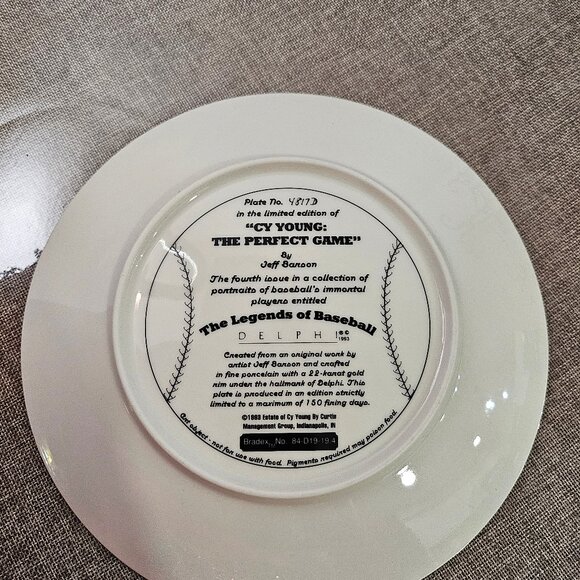 Plate No. 4817D
in the limited edition of
"CY YOUNG:
THE PERFECT GAME"
By
Jeff Barson
The fourth issue in a collection of
portraits of baseball's immortal
players entitled
The Legends of Baseball
DELPHI ® © 1993
Created from an original work by
artist Jeff Barson and crafted
in fine porcelain with a 22-karat gold
rim under the hallmark of Delphi. This
plate is produced in an edition strictly
limited to a maximum of 150 firing days.
©1993 Estate of Cy Young By Curtis
Management Group, Indianapolis, IN
Bradex No. 84-D19-19.4
Art object - not for use with food. Pigments required may poison food.